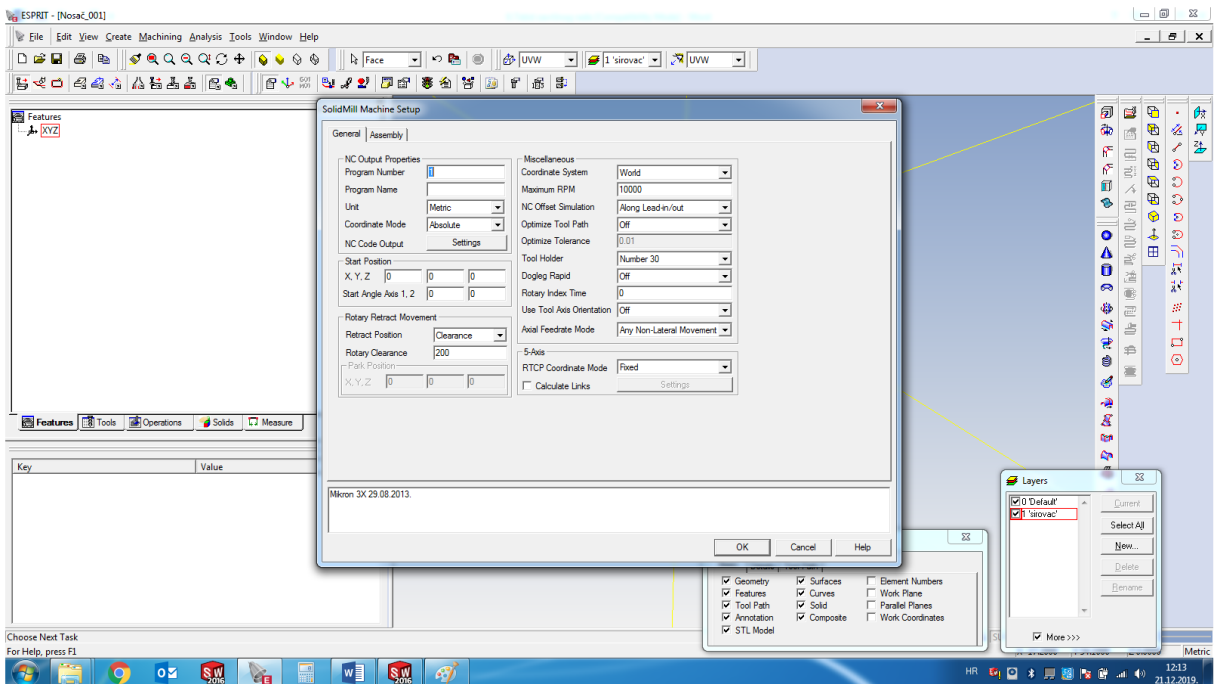 ESPRIT - [Nosač_001]
File Edit View Create Machining Analysis Tools Window Help
Face
UVW
1 'sirovac'
UVW
Features
XYZ
SolidMill Machine Setup
General
Assembly
NC Output Properties
Program Number 1
Program Name
Unit Metric
Coordinate Mode Absolute
NC Code Output Settings
Start Position
X, Y, Z 0 0 0
Start Angle Axis 1, 2 0 0
Rotary Retract Movement
Retract Position Clearance
Rotary Clearance 200
Park Position
X, Y, Z 0 0 0
Miscellaneous
Coordinate System World
Maximum RPM 10000
NC Offset Simulation Along Lead-in/out
Optimize Tool Path Off
Optimize Tolerance 0.01
Tool Holder Number 30
Dogleg Rapid Off
Rotary Index Time 0
Use Tool Axis Orientation Off
Axial Feedrate Mode Any Non-Lateral Movement
5-Axis
RTCP Coordinate Mode Fixed
Calculate Links Settings
Mikron 3X 29.08.2013.
OK Cancel Help
Features Tools Operations Solids Measure
Key Value
Layers
0 'Default'
1 'sirovac'
Current
Select All
New...
Delete
Rename
More >>>
Geometry Surfaces Element Numbers
Features Curves Work Plane
Tool Path Solid Parallel Planes
Annotation Composite Work Coordinates
STL Model
Choose Next Task
For Help, press F1
Metric
HR
12:13
21.12.2019.